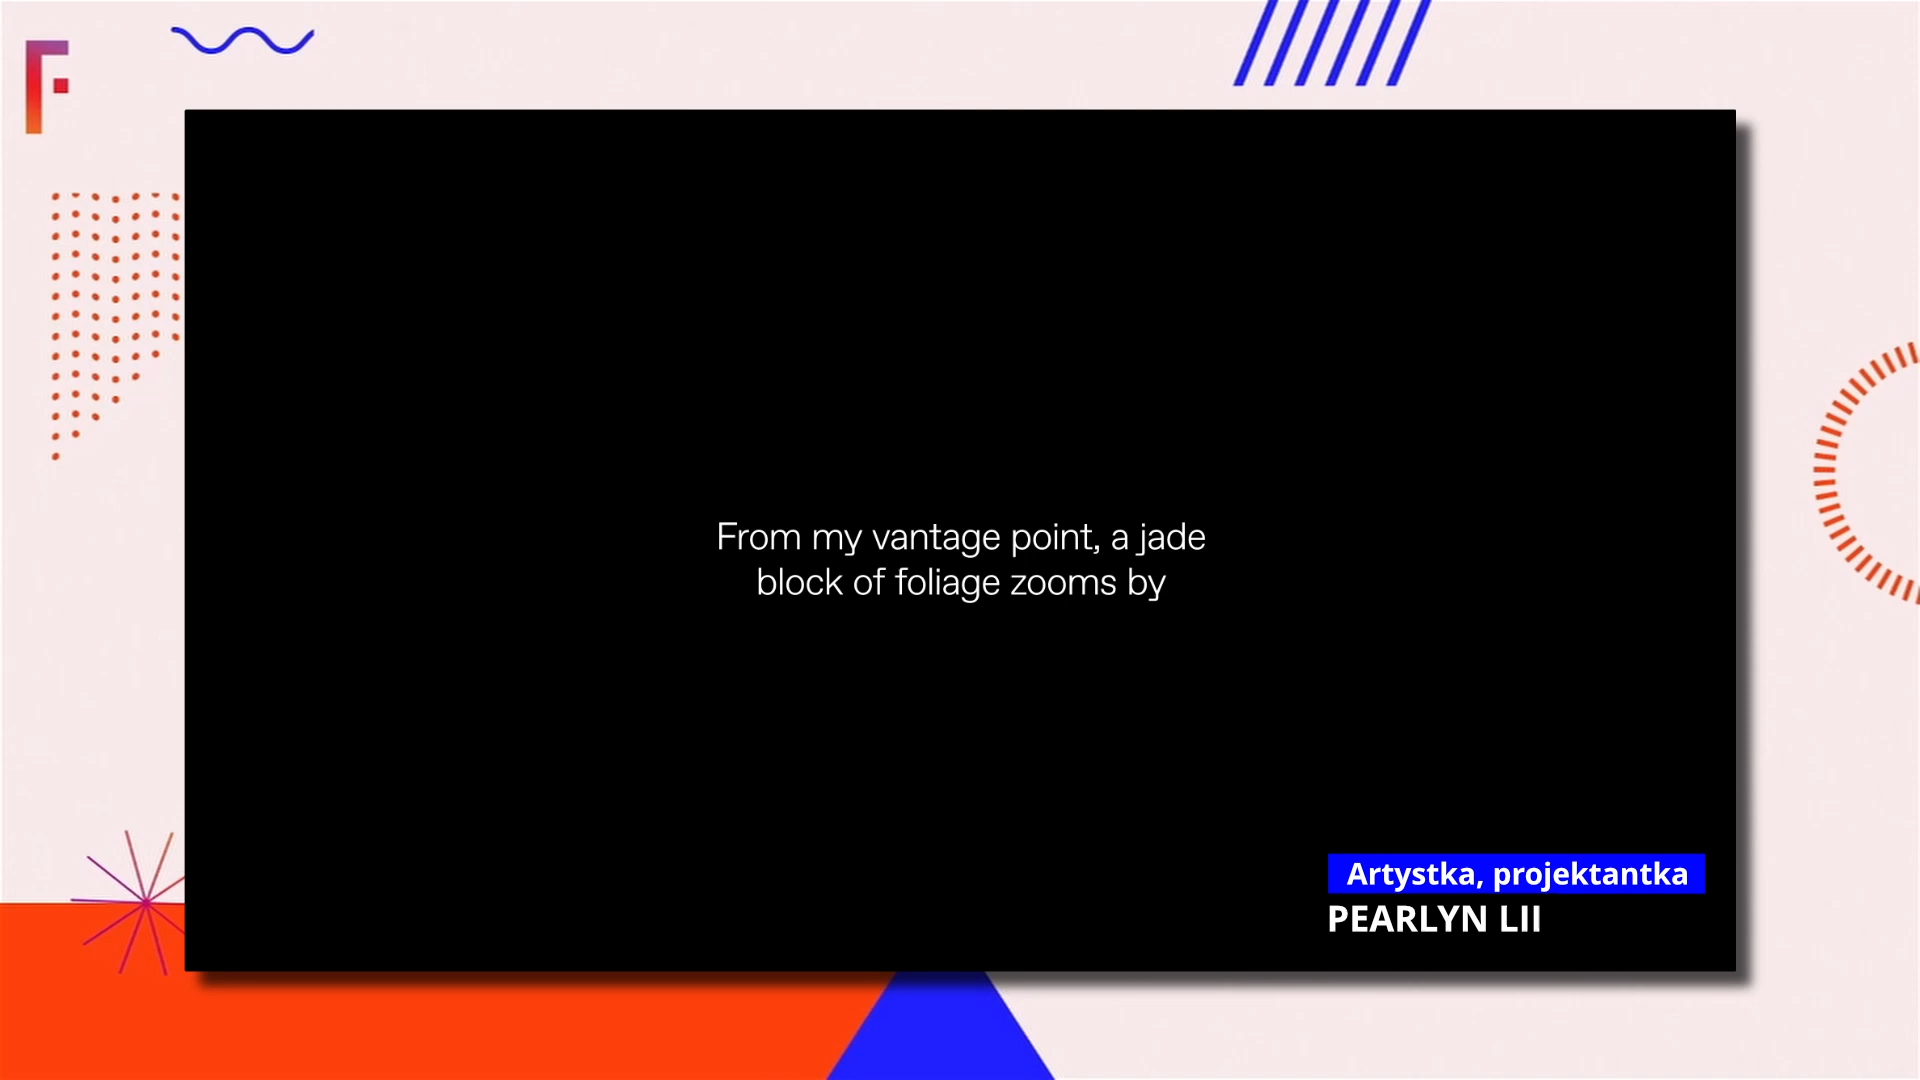 From my vantage point, a jade
block of foliage zooms by
Artystka, projektantka
PEARLYN LII